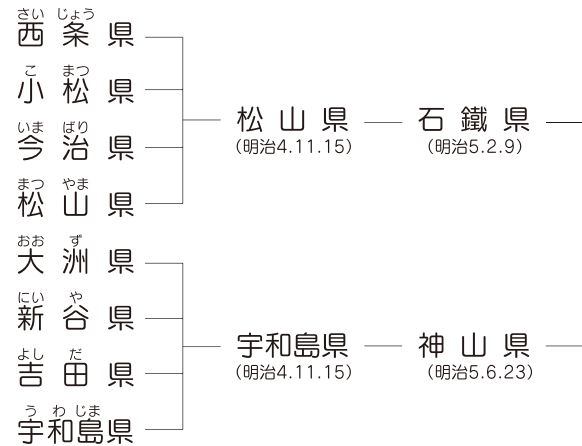 さい じょう
西条県
こ まつ
小松県
いま ばり
今治県
まつ やま
松山県
おお ず
大洲県
にい や
新谷県
よし だ
吉田県
う わ じま
宇和島県
松山県
(明治4.11.15)
宇和島県
(明治4.11.15)
石鐵県
(明治5.2.9)
神山県
(明治5.6.23)